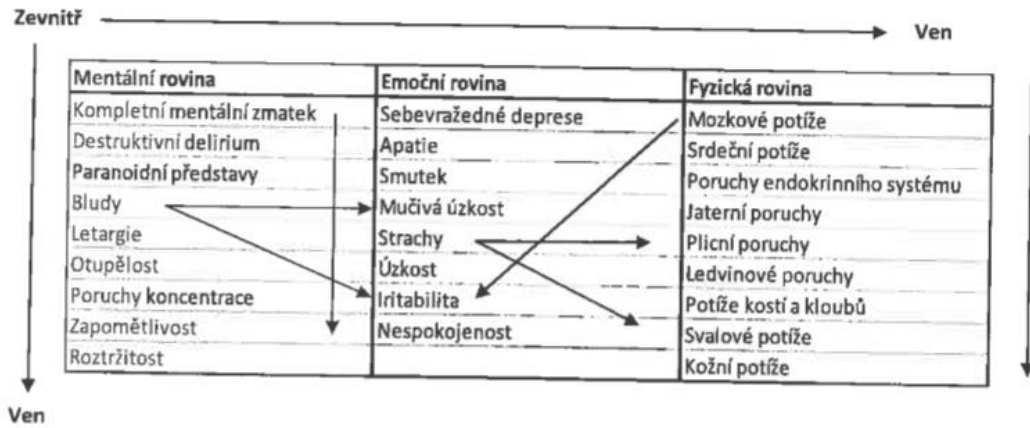 Zevnitř
Ven
Mentální rovina Emoční rovina Fyzická rovina
Kompletní mentální zmatek Sebevražedné deprese Mozkové potíže
Destruktivní delirium Apatie Srdeční potíže
Paranoidní představy Smutek Poruchy endokrinního systému
Bludy Mučivá úzkost Jaterní poruchy
Letargie Strachy Plicní poruchy
Otupělost Úzkost Ledvinové poruchy
Poruchy koncentrace Iritabilita Potíže kostí a kloubů
Zapomětlivost Nespokojenost Svalové potíže
Roztržitost Kožní potíže
Ven